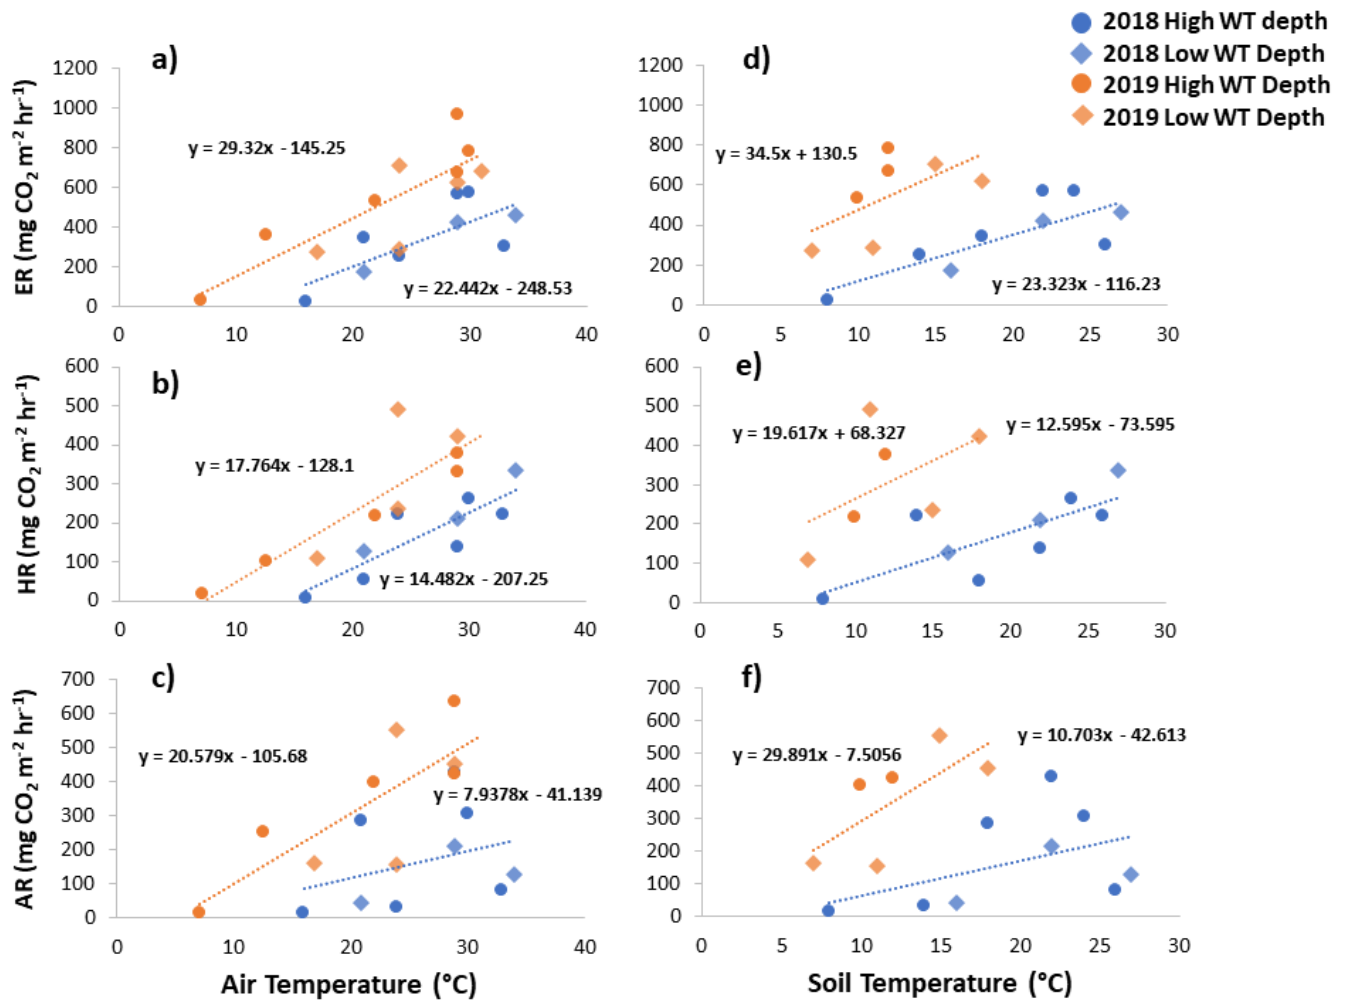 2018 High WT depth
2018 Low WT Depth
2019 High WT Depth
2019 Low WT Depth
a)
ER (mg CO2 m-2 hr-1)
1200
1000
800
600
400
200
0
y = 29.32x - 145.25
y = 22.442x - 248.53
0 10 20 30 40
d)
1200
1000
800
600
400
200
0
y = 34.5x + 130.5
y = 23.323x - 116.23
0 5 10 15 20 25 30
b)
HR (mg CO2 m-2 hr-1)
600
500
400
300
200
100
0
y = 17.764x - 128.1
y = 14.482x - 207.25
0 10 20 30 40
e)
600
500
400
300
200
100
0
y = 19.617x + 68.327
y = 12.595x - 73.595
0 5 10 15 20 25 30
c)
AR (mg CO2 m-2 hr-1)
700
600
500
400
300
200
100
0
y = 20.579x - 105.68
y = 7.9378x - 41.139
0 10 20 30 40
Air Temperature (°C)
f)
700
600
500
400
300
200
100
0
y = 29.891x - 7.5056
y = 10.703x - 42.613
0 5 10 15 20 25 30
Soil Temperature (°C)